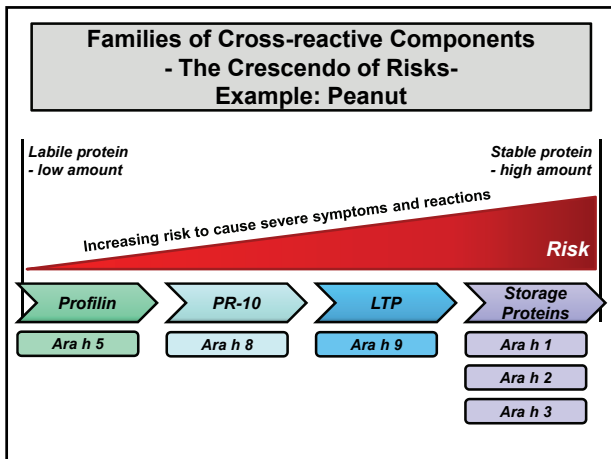 Families of Cross-reactive Components
- The Crescendo of Risks-
Example: Peanut
Labile protein
- low amount
Stable protein
- high amount
Increasing risk to cause severe symptoms and reactions
Risk
Profilin
PR-10
LTP
Storage
Proteins
Ara h 5
Ara h 8
Ara h 9
Ara h 1
Ara h 2
Ara h 3